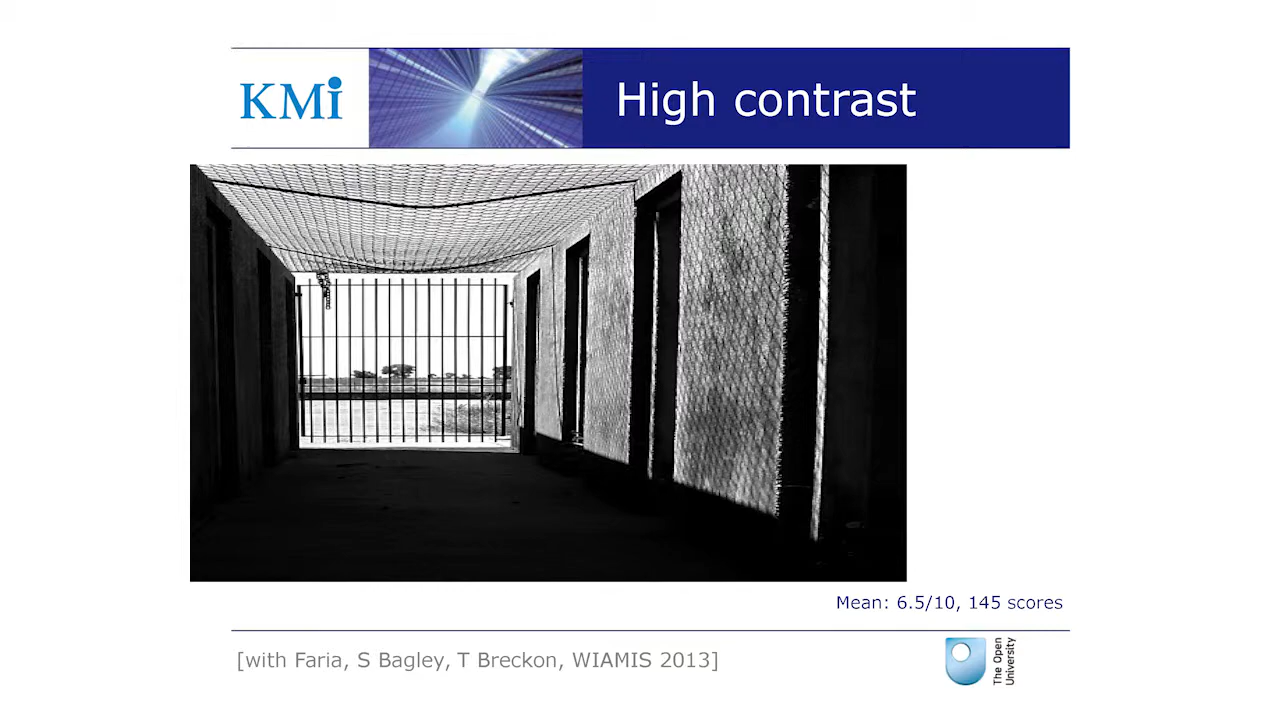 KMi
High contrast
Mean: 6.5/10, 145 scores
[with Faria, S Bagley, T Breckon, WIAMIS 2013]
The Open
University